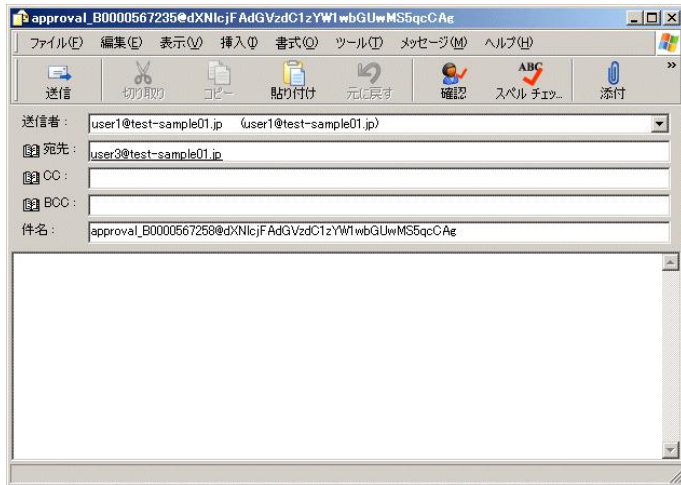 approval_B0000567235@dXNlcjFAdGVzdC1zYW1wbGUwMS5qcCAg
ファイル(F) 編集(E) 表示(V) 挿入(I) 書式(O) ツール(T) メッセージ(M) ヘルプ(H)
送信 切り取り コピー 貼り付け 元に戻す 確認 ABC スペル チェッ... 添付 »
送信者: user1@test-sample01.jp (user1@test-sample01.jp)
宛先: user3@test-sample01.jp
CC:
BCC:
件名: approval_B0000567258@dXNlcjFAdGVzdC1zYW1wbGUwMS5qcCAg